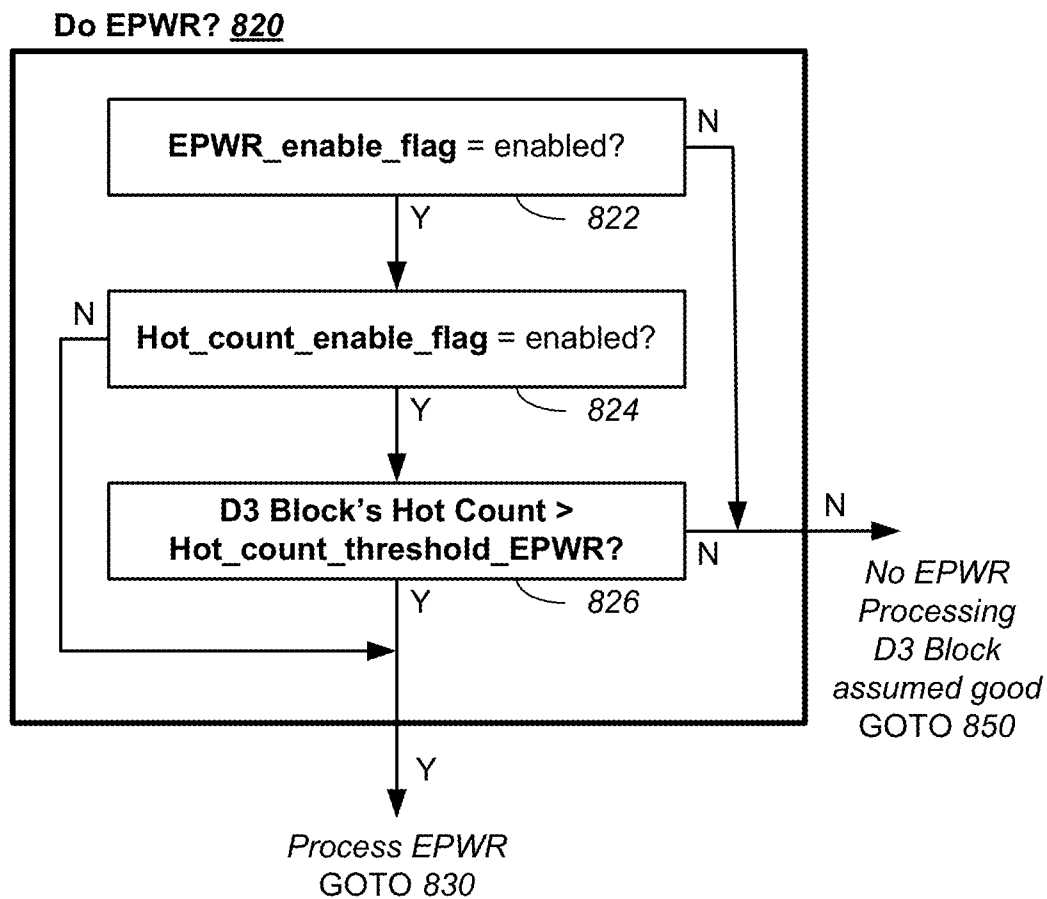 Do EPWR? 820
EPWR_enable_flag = enabled?
N
Y
822
N
Hot_count_enable_flag = enabled?
Y
824
D3 Block's Hot Count >
Hot_count_threshold_EPWR?
N
N
Y
826
No EPWR
Processing
D3 Block
assumed good
GOTO 850
Y
Process EPWR
GOTO 830